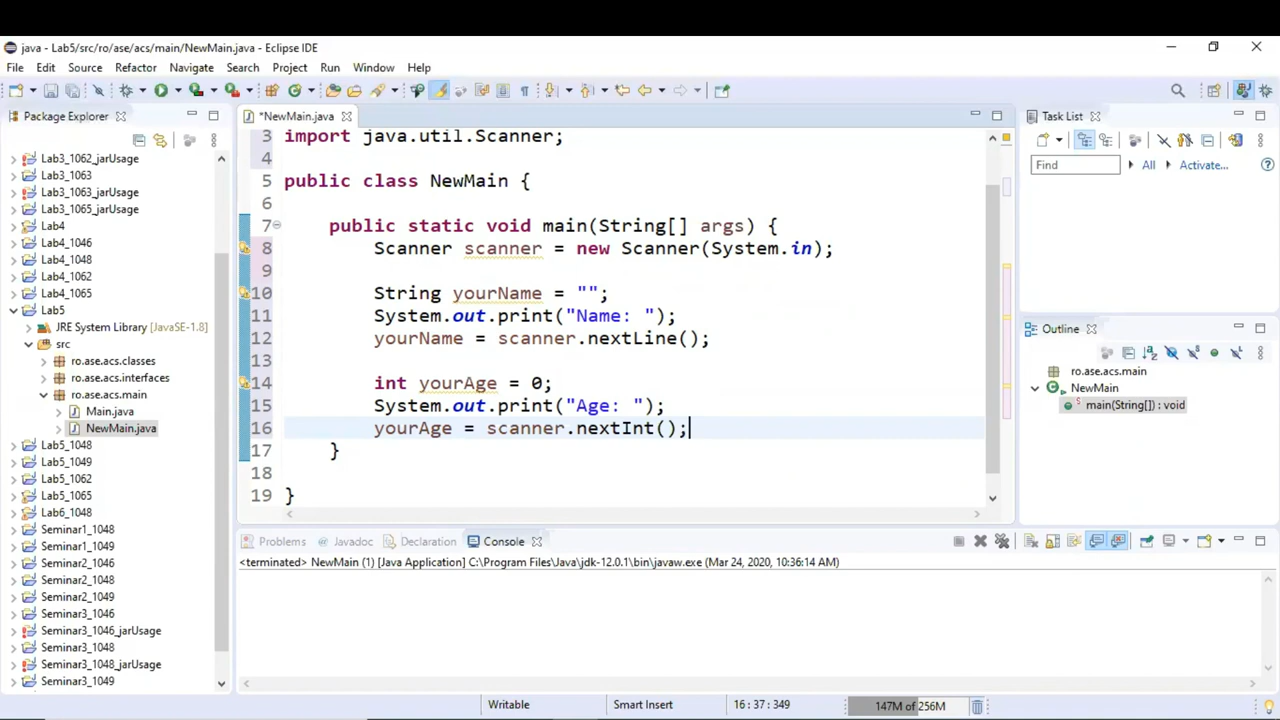 java - Lab5/src/ro/ase/acs/main/NewMain.java - Eclipse IDE
File Edit Source Refactor Navigate Search Project Run Window Help
Package Explorer
Lab3_1062_jarUsage
Lab3_1063
Lab3_1063_jarUsage
Lab3_1065_jarUsage
Lab4
Lab4_1046
Lab4_1048
Lab4_1062
Lab4_1065
Lab5
JRE System Library [JavaSE-1.8]
src
ro.ase.acs.classes
ro.ase.acs.interfaces
ro.ase.acs.main
Main.java
NewMain.java
Lab5_1048
Lab5_1049
Lab5_1062
Lab5_1065
Lab6_1048
Seminar1_1048
Seminar1_1049
Seminar2_1046
Seminar2_1048
Seminar2_1049
Seminar3_1046
Seminar3_1046_jarUsage
Seminar3_1048
Seminar3_1048_jarUsage
Seminar3_1049
*NewMain.java
3 import java.util.Scanner;
4
5 public class NewMain {
6
7 public static void main(String[] args) {
8 Scanner scanner = new Scanner(System.in);
9
10 String yourName = "";
11 System.out.print("Name: ");
12 yourName = scanner.nextLine();
13
14 int yourAge = 0;
15 System.out.print("Age: ");
16 yourAge = scanner.nextInt();
17 }
18
19 }
Task List
Find All Activate...
Outline
ro.ase.acs.main
NewMain
main(String[]) : void
Problems Javadoc Declaration Console
<terminated> NewMain (1) [Java Application] C:\Program Files\Java\jdk-12.0.1\bin\javaw.exe (Mar 24, 2020, 10:36:14 AM)
Writable Smart Insert 16 : 37 : 349 147M of 256M